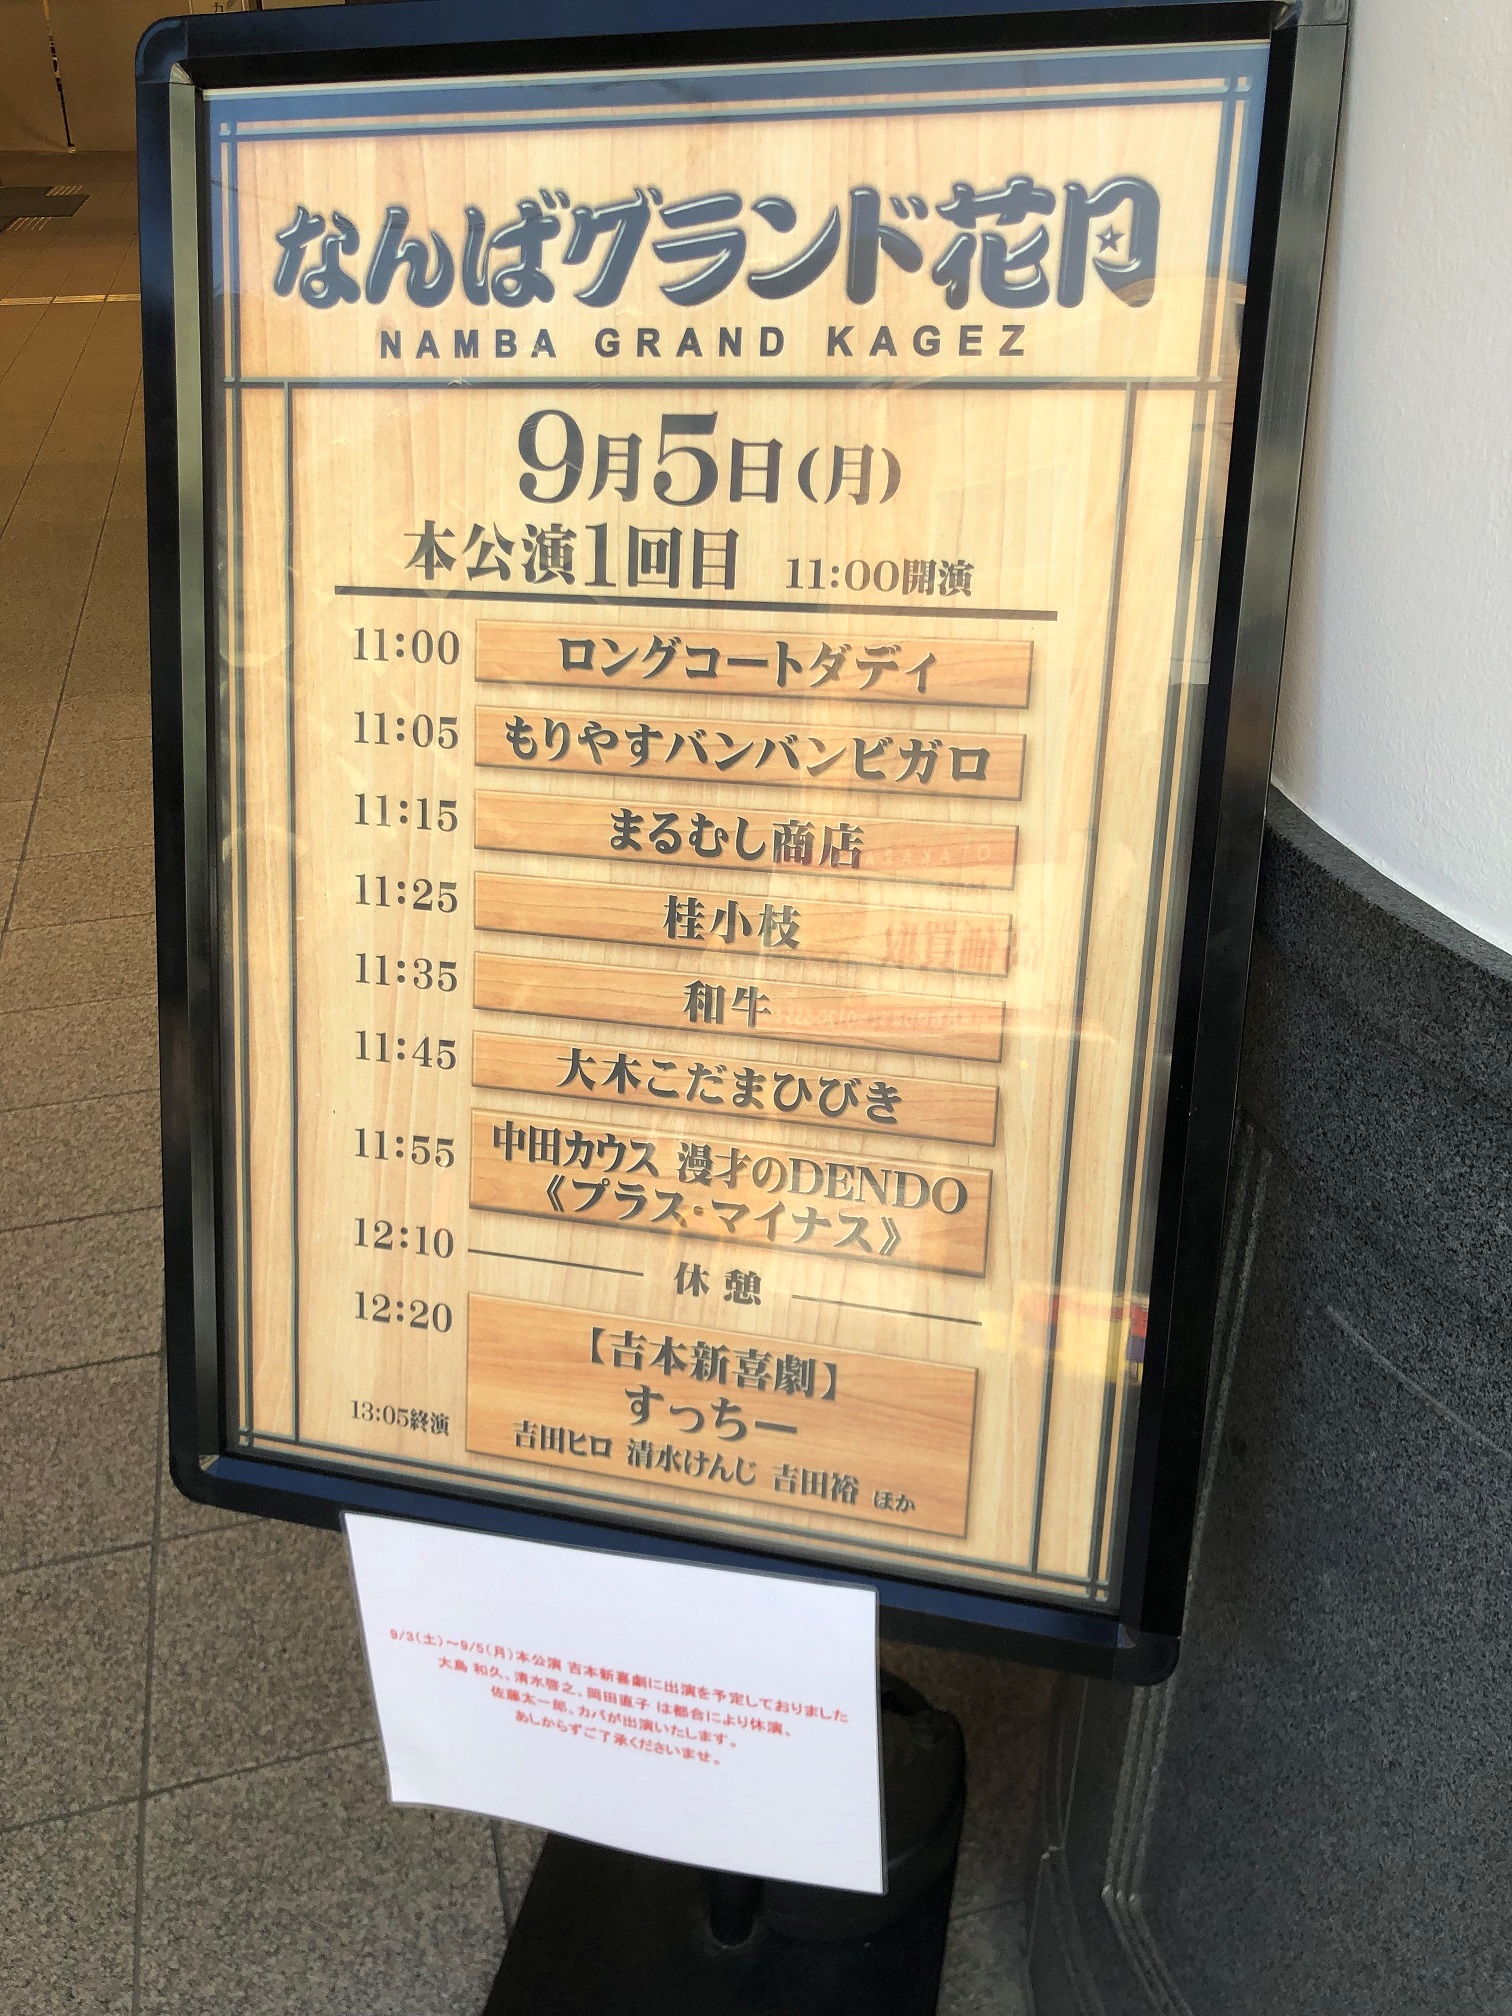 なんばグランド花月
NAMBA GRAND KAGEZ
9月5日(月)
本公演1回目 11:00開演
11:00 ロングコートダディ
11:05 もりやすバンバンビガロ
11:15 まるむし商店
11:25 桂小枝
11:35 和牛
11:45 大木こだまひびき
11:55 中田カウス 漫才のDENDO
《プラス・マイナス》
12:10 休憩
12:20 【吉本新喜劇】
すっちー
13:05終演 吉田ヒロ 清水けんじ 吉田裕 ほか
9/3(土)～9/5(月)本公演 吉本新喜劇に出演を予定しておりました
大島 和久、清水啓之、岡田直子 は都合により休演、
佐藤太一郎、カバが出演いたします。
あしからずご了承くださいませ。